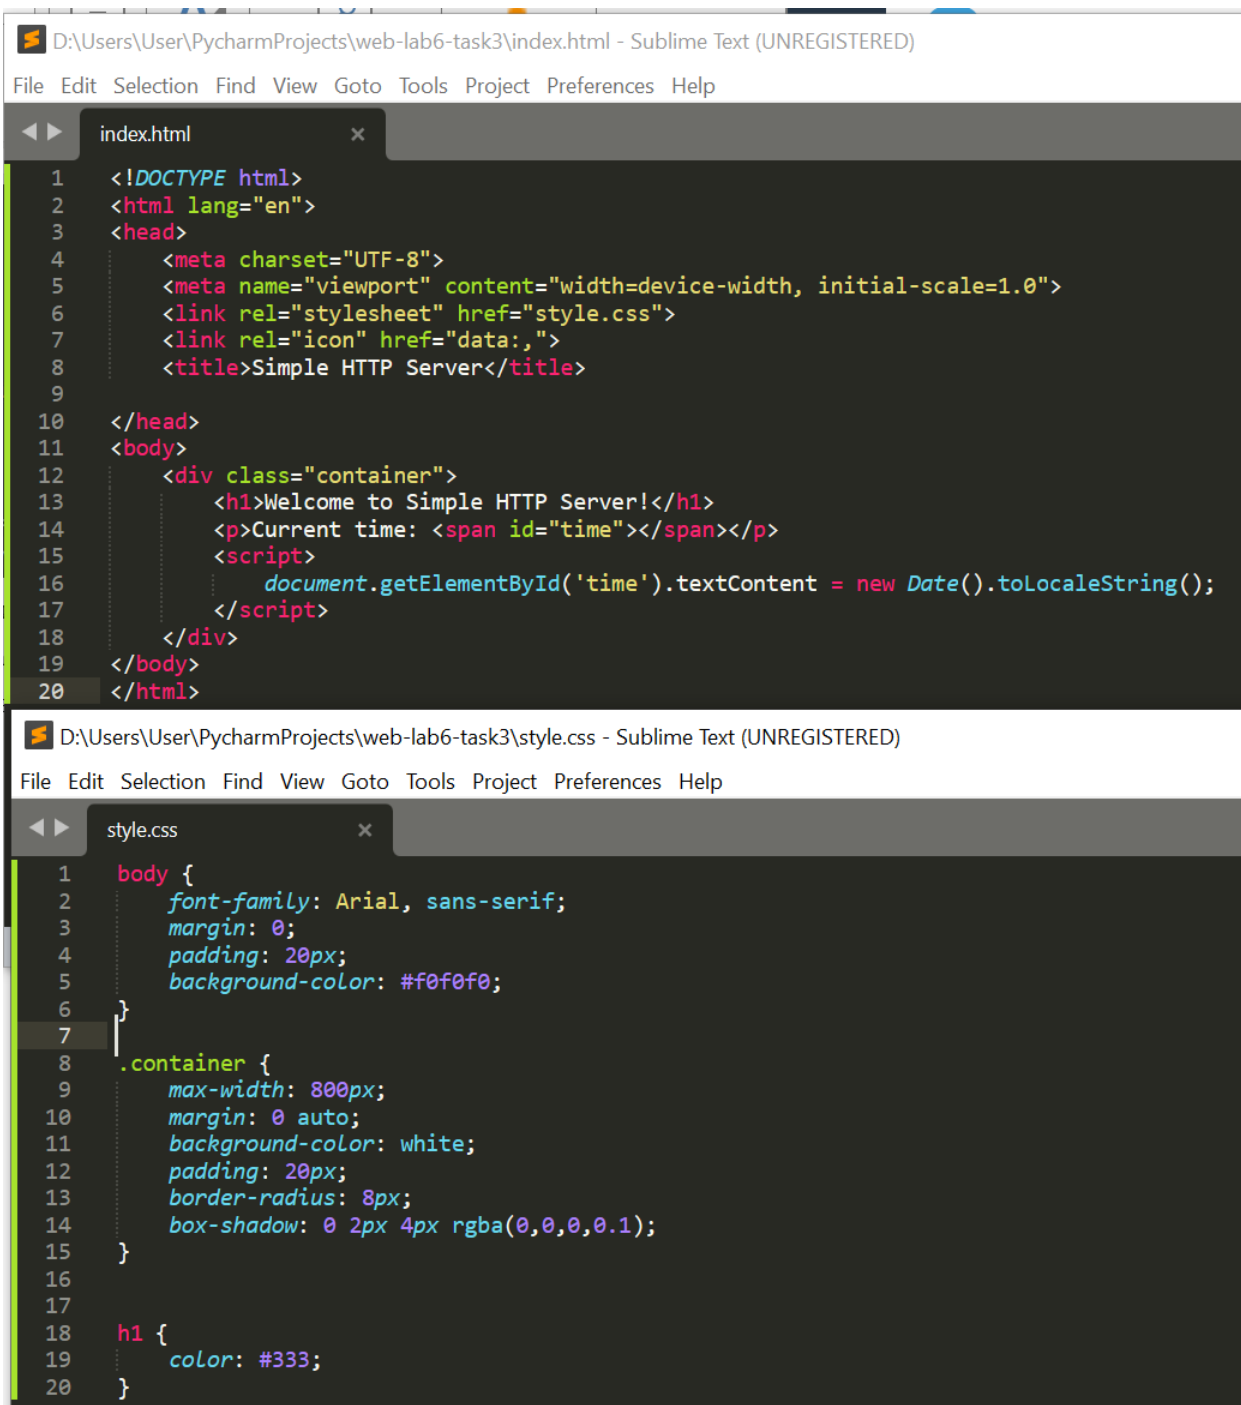 D:\Users\User\PycharmProjects\web-lab6-task3\index.html - Sublime Text (UNREGISTERED)
File Edit Selection Find View Goto Tools Project Preferences Help
index.html
1 <!DOCTYPE html>
2 <html lang="en">
3 <head>
4     <meta charset="UTF-8">
5     <meta name="viewport" content="width=device-width, initial-scale=1.0">
6     <link rel="stylesheet" href="style.css">
7     <link rel="icon" href="data:,">
8     <title>Simple HTTP Server</title>
9
10 </head>
11 <body>
12     <div class="container">
13         <h1>Welcome to Simple HTTP Server!</h1>
14         <p>Current time: <span id="time"></span></p>
15         <script>
16             document.getElementById('time').textContent = new Date().toLocaleString();
17         </script>
18     </div>
19 </body>
20 </html>
D:\Users\User\PycharmProjects\web-lab6-task3\style.css - Sublime Text (UNREGISTERED)
File Edit Selection Find View Goto Tools Project Preferences Help
style.css
1 body {
2     font-family: Arial, sans-serif;
3     margin: 0;
4     padding: 20px;
5     background-color: #f0f0f0;
6 }
7
8 .container {
9     max-width: 800px;
10     margin: 0 auto;
11     background-color: white;
12     padding: 20px;
13     border-radius: 8px;
14     box-shadow: 0 2px 4px rgba(0,0,0,0.1);
15 }
16
17
18 h1 {
19     color: #333;
20 }